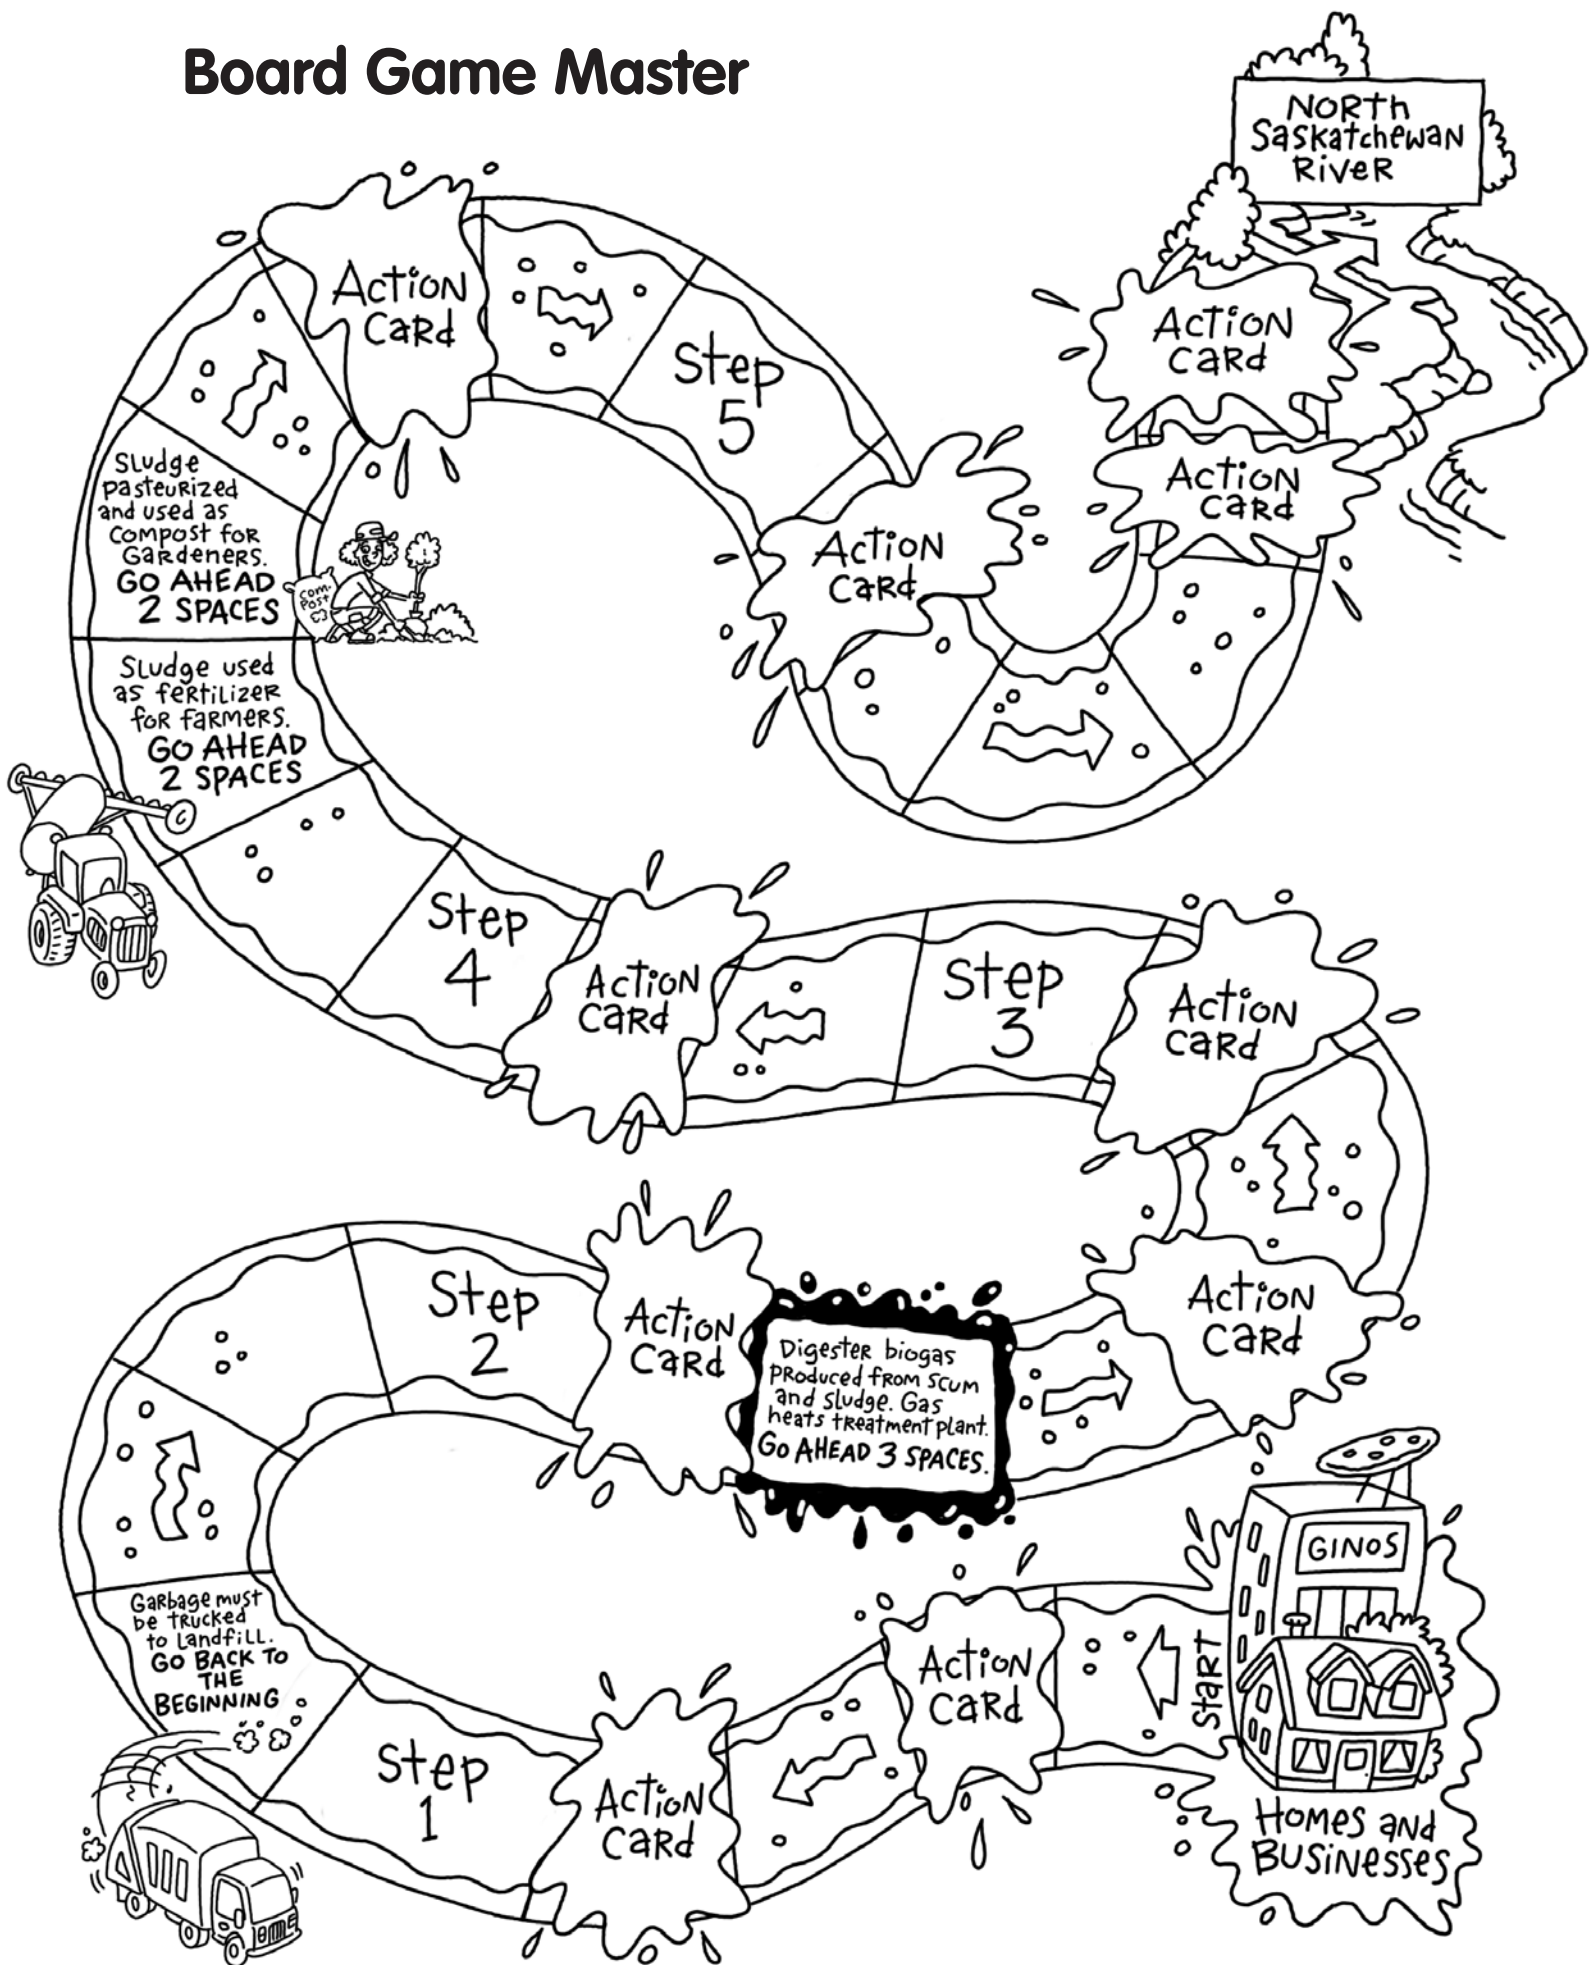 Board Game Master
NORTH
SASKATCHEWAN
RIVER
ACTION
CARD
ACTION
CARD
ACTION
CARD
Step
5
ACTION
CARD
Sludge
pasteurized
and used as
compost for
gardeners.
GO AHEAD
2 SPACES
COM-
POST
Sludge used
as fertilizer
for farmers.
GO AHEAD
2 SPACES
Step
4
ACTION
CARD
Step
3
ACTION
CARD
ACTION
CARD
Step
2
ACTION
CARD
Digester biogas
produced from scum
and sludge. Gas
heats treatment plant.
GO AHEAD 3 SPACES.
GINOS
Garbage must
be trucked
to landfill.
GO BACK TO
THE
BEGINNING
Step
1
ACTION
CARD
ACTION
CARD
START
HOMES AND
BUSINESSES